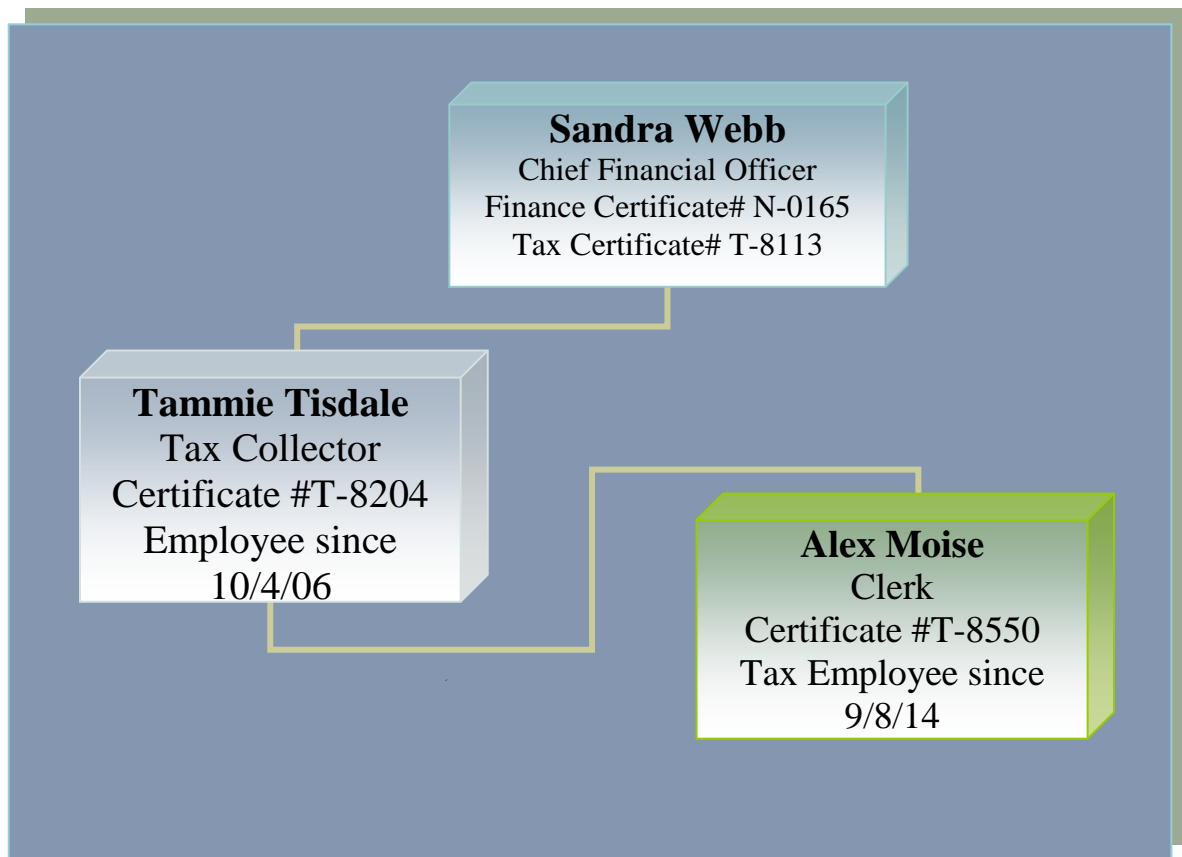 Sandra Webb
Chief Financial Officer
Finance Certificate# N-0165
Tax Certificate# T-8113
Tammie Tisdale
Tax Collector
Certificate #T-8204
Employee since
10/4/06
Alex Moise
Clerk
Certificate #T-8550
Tax Employee since
9/8/14